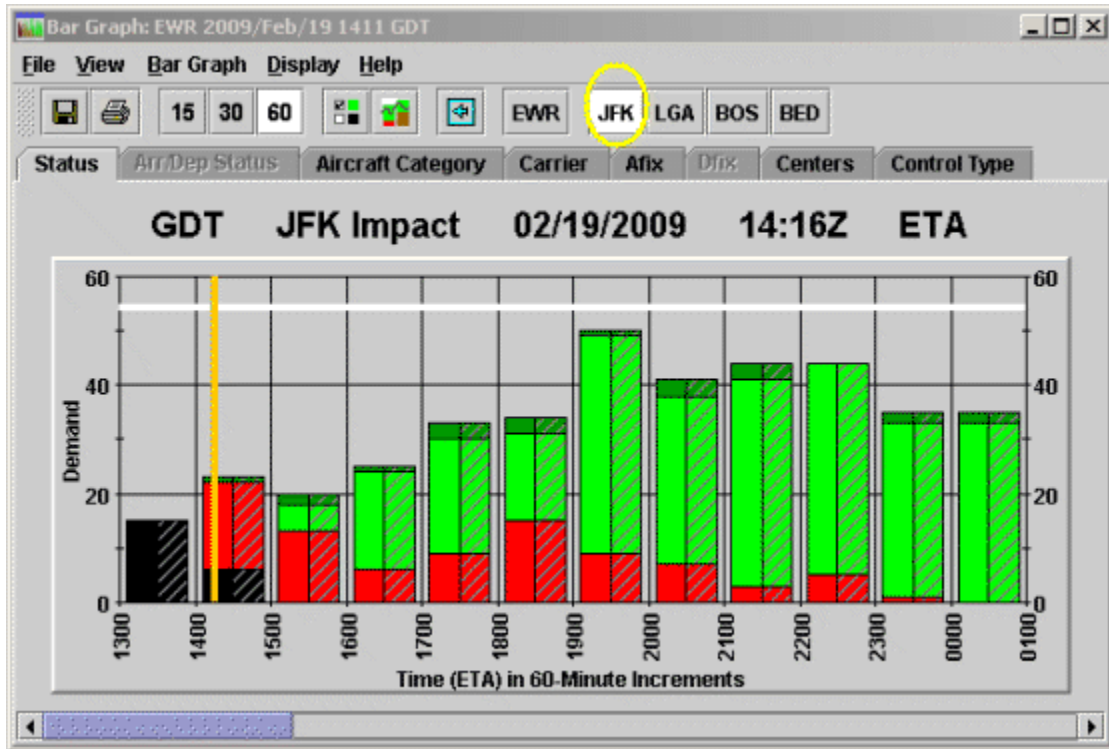 Bar Graph: EWR 2009/Feb/19 1411 GDT
File View Bar Graph Display Help
15 30 60 EWR JFK LGA BOS BED
Status Arr/Dep Status Aircraft Category Carrier Afix Dfix Centers Control Type
GDT JFK Impact 02/19/2009 14:16Z ETA
60 60
40 40
Demand
20 20
0 0
1300 1400 1500 1600 1700 1800 1900 2000 2100 2200 2300 0000 0100
Time (ETA) in 60-Minute Increments